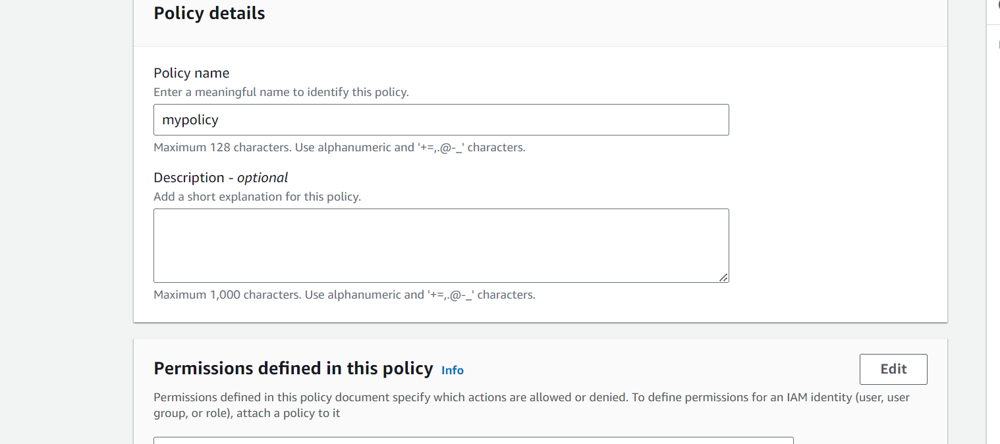 Policy details
Policy name
Enter a meaningful name to identify this policy.
mypolicy
Maximum 128 characters. Use alphanumeric and '+=,.@-_' characters.
Description - optional
Add a short explanation for this policy.
Maximum 1,000 characters. Use alphanumeric and '+=,.@-_' characters.
Permissions defined in this policy Info
Edit
Permissions defined in this policy document specify which actions are allowed or denied. To define permissions for an IAM identity (user, user
group, or role), attach a policy to it